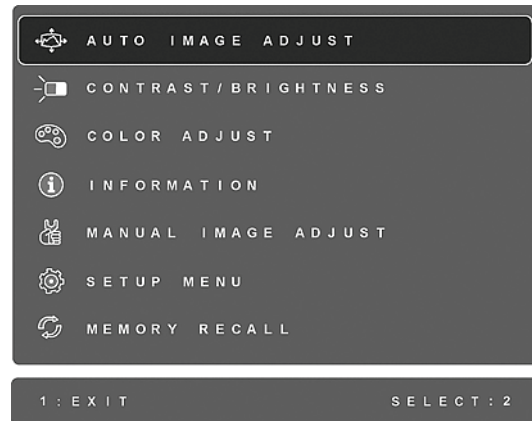 AUTO IMAGE ADJUST
CONTRAST/BRIGHTNESS
COLOR ADJUST
INFORMATION
MANUAL IMAGE ADJUST
SETUP MENU
MEMORY RECALL
1:EXIT SELECT:2